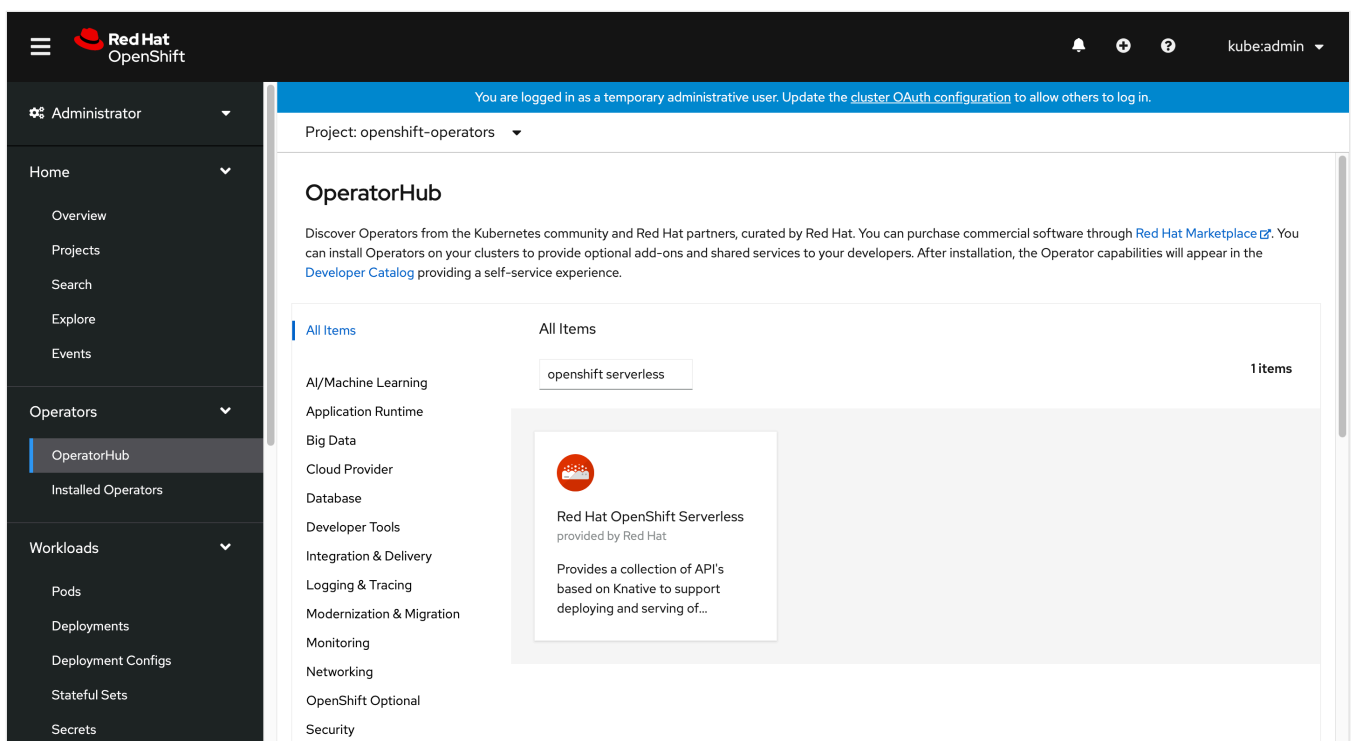 Red Hat
OpenShift
kube:admin
Administrator
Home
Overview
Projects
Search
Explore
Events
Operators
OperatorHub
Installed Operators
Workloads
Pods
Deployments
Deployment Configs
Stateful Sets
Secrets
You are logged in as a temporary administrative user. Update the cluster OAuth configuration to allow others to log in.
Project: openshift-operators
OperatorHub
Discover Operators from the Kubernetes community and Red Hat partners, curated by Red Hat. You can purchase commercial software through Red Hat Marketplace. You
can install Operators on your clusters to provide optional add-ons and shared services to your developers. After installation, the Operator capabilities will appear in the
Developer Catalog providing a self-service experience.
All Items
AI/Machine Learning
Application Runtime
Big Data
Cloud Provider
Database
Developer Tools
Integration & Delivery
Logging & Tracing
Modernization & Migration
Monitoring
Networking
OpenShift Optional
Security
All Items
openshift serverless
1 items
Red Hat OpenShift Serverless
provided by Red Hat
Provides a collection of API's
based on Knative to support
deploying and serving of...